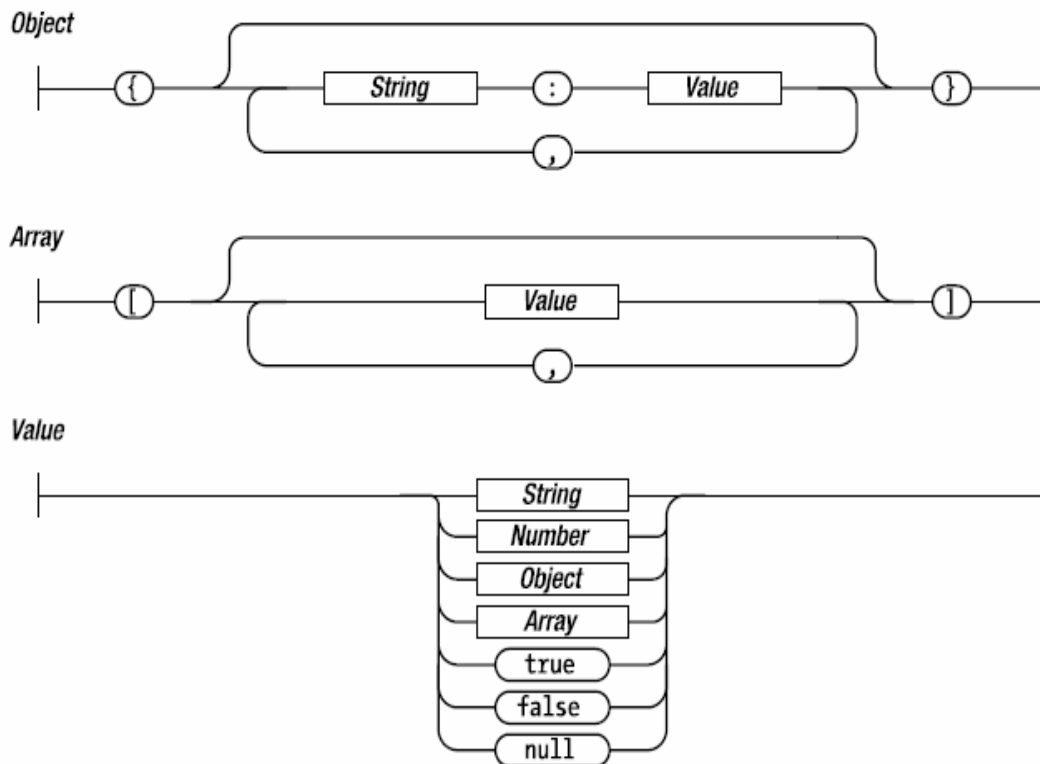 Object
{ String : Value }
,
Array
[ Value ]
,
Value
String
Number
Object
Array
true
false
null